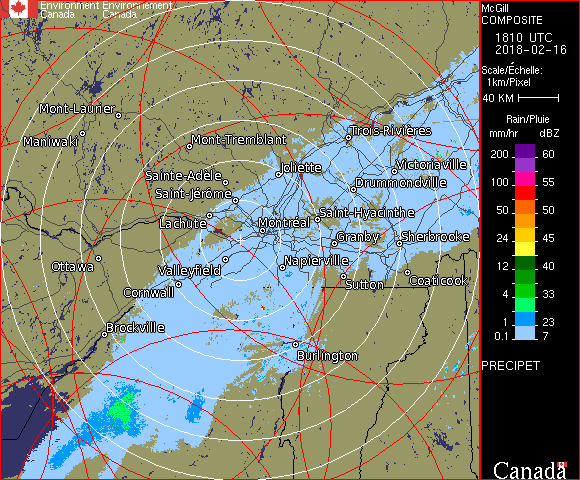 Environment Environnement
Canada Canada
McGill
COMPOSITE
1810 UTC
2018-02-16
Scale/Échelle:
1km/Pixel
40 KM
Rain/Pluie
mm/hr dBZ
200 60
100 55
50 50
24 45
12 40
4 33
1 23
0.1 7
PRECIPET
Mont-Laurier
Maniwaki
Trois-Rivières
Mont-Tremblant
Joliette
Victoriaville
Sainte-Adèle
Drummondville
Saint-Jérôme
Saint-Hyacinthe
Lachute
Montréal
Granby
Sherbrooke
Ottawa
Valleyfield
Napierville
Sutton
Coaticook
Cornwall
Brockville
Burlington
Canada